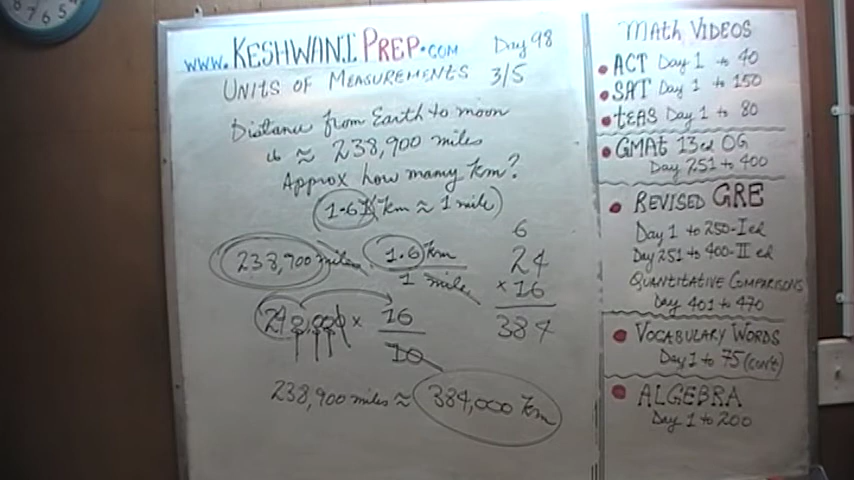 www.KESHWANIPREP.COM Day 98
UNITS OF MEASUREMENTS 3/5
Distance from Earth to moon
is ≈ 238,900 miles
Approx how many Km?
(1.6 Km ≈ 1 mile)
238,900 miles · 1.6 Km
1 mile
6
24
× 16
384
240,000 × 16
10
238,900 miles ≈ 384,000 Km
MATH VIDEOS
ACT Day 1 to 40
SAT Day 1 to 150
tEAS Day 1 to 80
GMAt 13ed OG
Day 251 to 400
REVISED GRE
Day 1 to 250-I ed
Day 251 to 400-II ed
QUANTITATIVE COMPARISONS
Day 401 to 470
VOCABULARY WORDS
Day 1 to 75 (con't)
ALGEBRA
Day 1 to 200
7 6 5